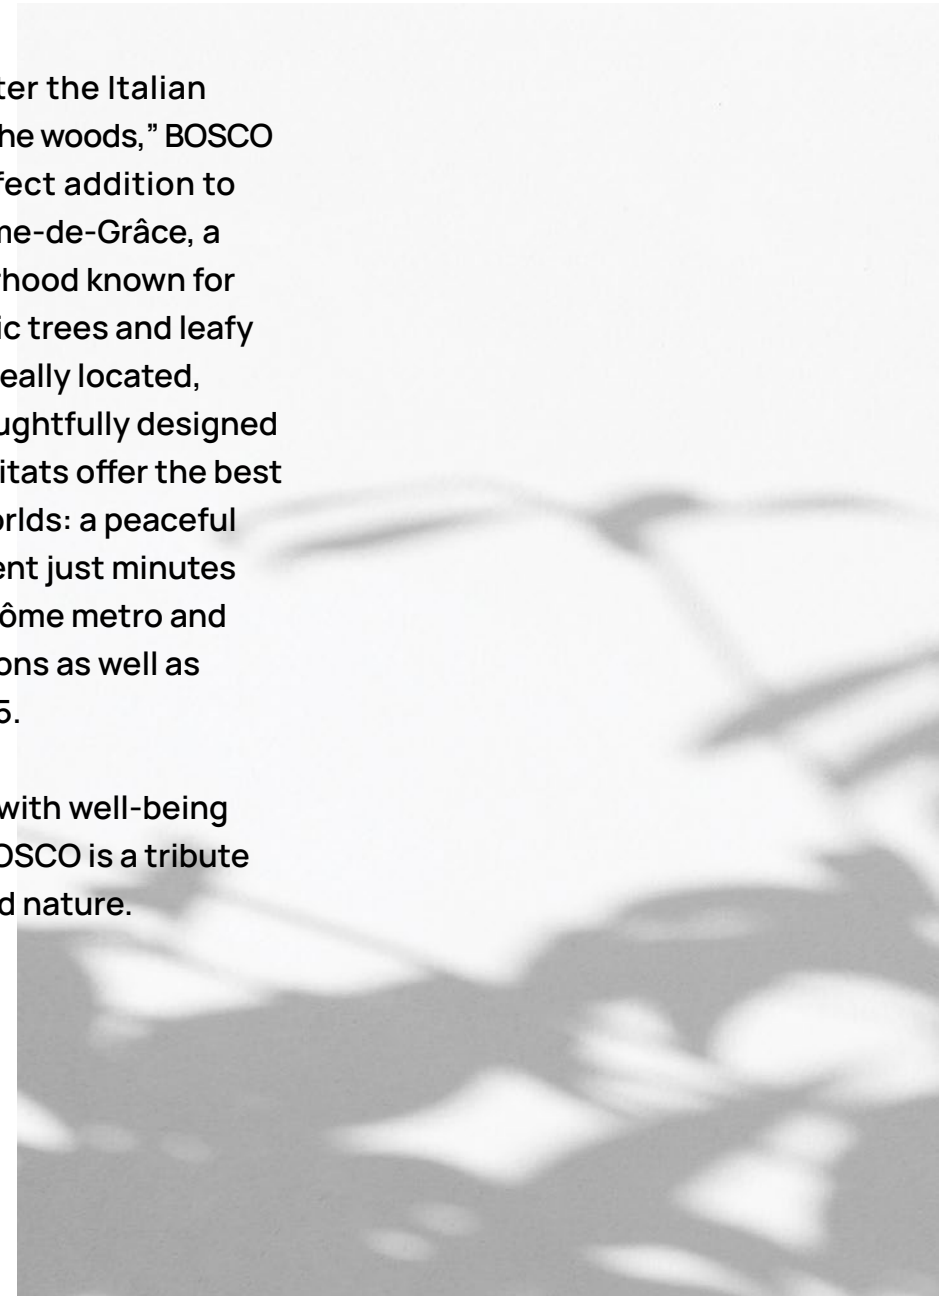 ter the Italian
he woods,” BOSCO
fect addition to
me-de-Grâce, a
rhood known for
ic trees and leafy
eally located,
ughtfully designed
itats offer the best
orlds: a peaceful
ent just minutes
ôme metro and
ons as well as
5.
with well-being
OSCO is a tribute
d nature.